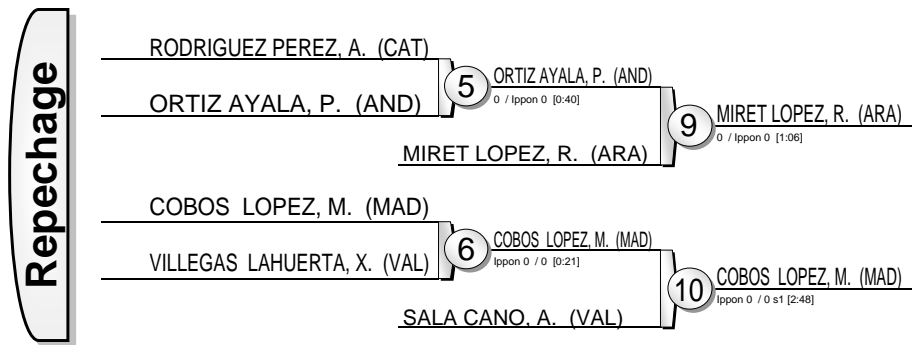 Repechage
RODRIGUEZ PEREZ, A. (CAT)
ORTIZ AYALA, P. (AND)
5
ORTIZ AYALA, P. (AND)
0 / Ippon 0 [0:40]
MIRET LOPEZ, R. (ARA)
9
MIRET LOPEZ, R. (ARA)
0 / Ippon 0 [1:06]
COBOS LOPEZ, M. (MAD)
VILLEGAS LAHUERTA, X. (VAL)
6
COBOS LOPEZ, M. (MAD)
Ippon 0 / 0 [0:21]
SALA CANO, A. (VAL)
10
COBOS LOPEZ, M. (MAD)
Ippon 0 / 0 s1 [2:48]